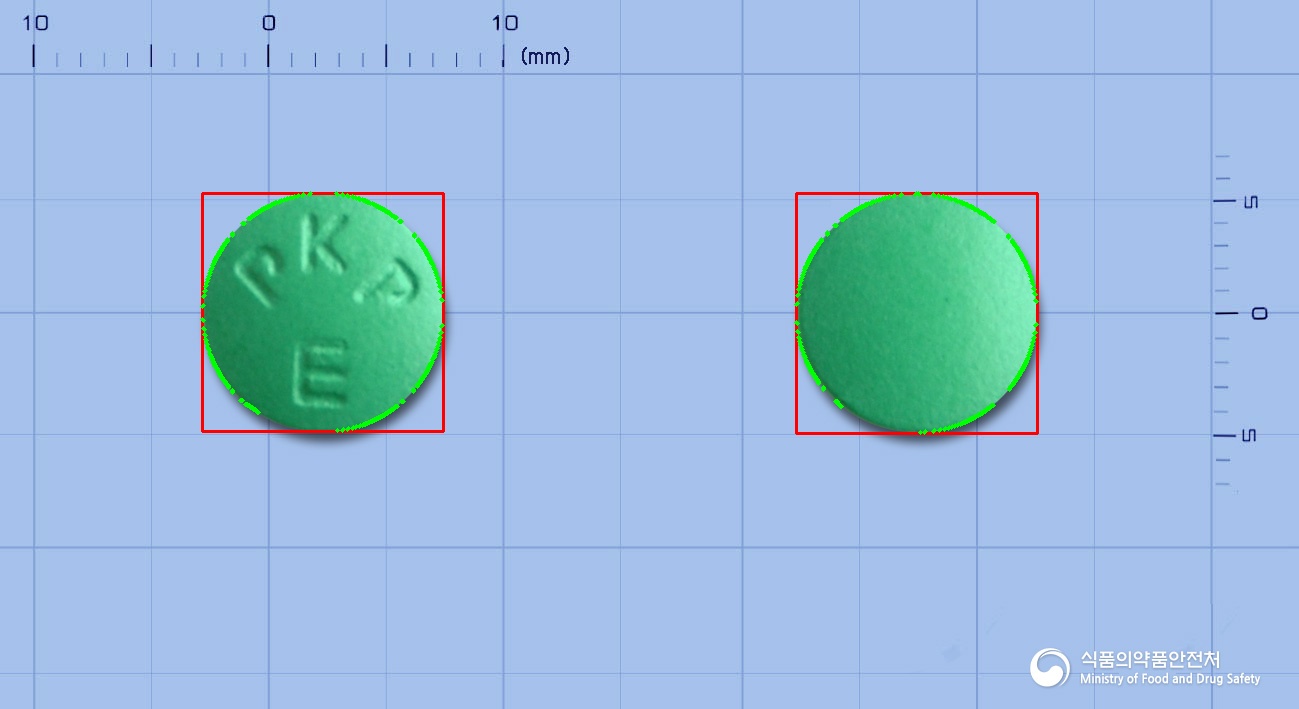 10 0 10
(mm)
P K P
E
5
0
5
식품의약품안전처
Ministry of Food and Drug Safety